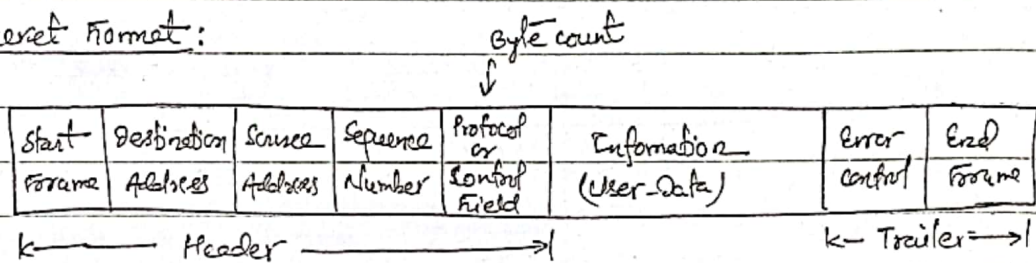 Format:
Byte count
Start Frame
Destination Address
Source Address
Sequence Number
Protocol or Control Field
Information (User-Data)
Error control
End Frame
Header
Trailer